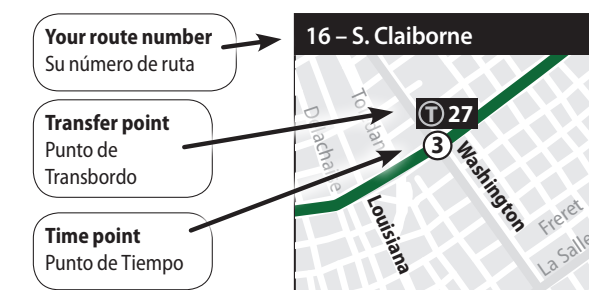 Your route number
Su número de ruta
16 – S. Claiborne
Transfer point
Punto de
Transbordo
Time point
Punto de Tiempo
T 27
3
Washington
Louisiana
Delachaise
Freret
La Salle